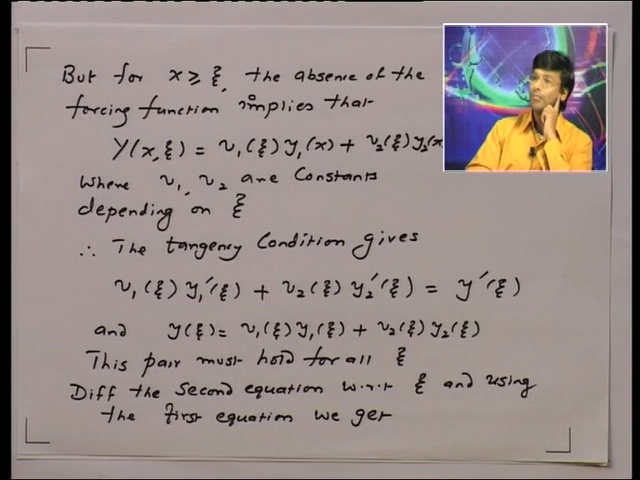 But for x ≥ ξ, the absence of the
forcing function implies that
Y(x,ξ) = v₁(ξ) y₁(x) + v₂(ξ) y₂(x
where v₁, v₂ are Constants
depending on ξ
∴ The tangency Condition gives
v₁(ξ) y₁′(ξ) + v₂(ξ) y₂′(ξ) = y′(ξ)
and y(ξ) = v₁(ξ) y₁(ξ) + v₂(ξ) y₂(ξ)
This pair must hold for all ξ
Diff the second equation w.r.t ξ and using
the first equation we get